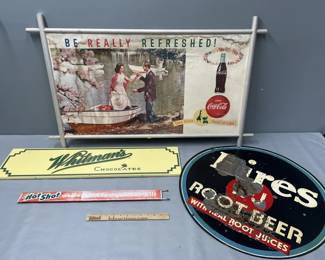 BE REALLY REFRESHED!
Coca-Cola
Whitman's
CHOCOLATES
Hires
ROOT BEER
WITH REAL ROOT JUICES
Hot Shot